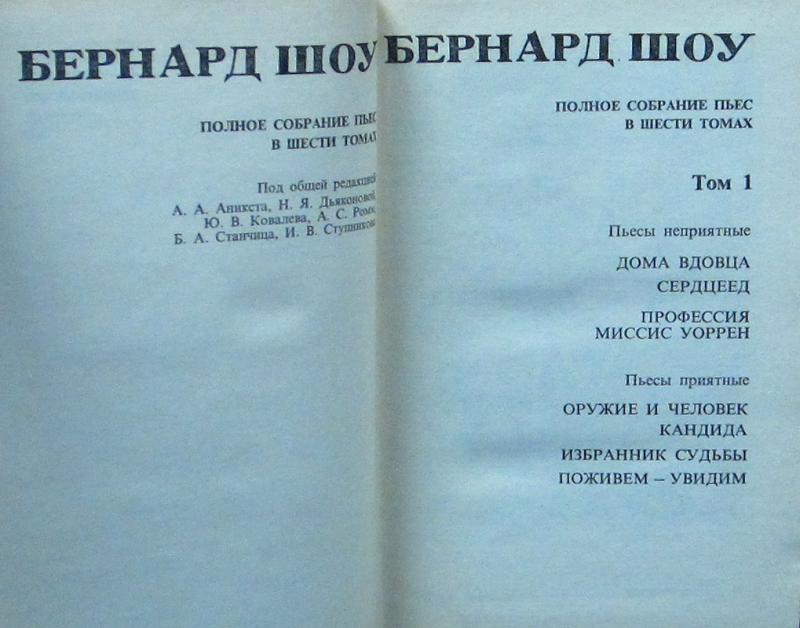 БЕРНАРД ШОУ
ПОЛНОЕ СОБРАНИЕ ПЬЕС
В ШЕСТИ ТОМАХ
Под общей редакцией
А. А. Аникста, Н. Я. Дьяконовой,
Ю. В. Ковалева, А. С. Ромм,
Б. А. Станчица, И. В. Ступникова
БЕРНАРД ШОУ
ПОЛНОЕ СОБРАНИЕ ПЬЕС
В ШЕСТИ ТОМАХ
Том 1
Пьесы неприятные
ДОМА ВДОВЦА
СЕРДЦЕЕД
ПРОФЕССИЯ
МИССИС УОРРЕН
Пьесы приятные
ОРУЖИЕ И ЧЕЛОВЕК
КАНДИДА
ИЗБРАННИК СУДЬБЫ
ПОЖИВЕМ – УВИДИМ